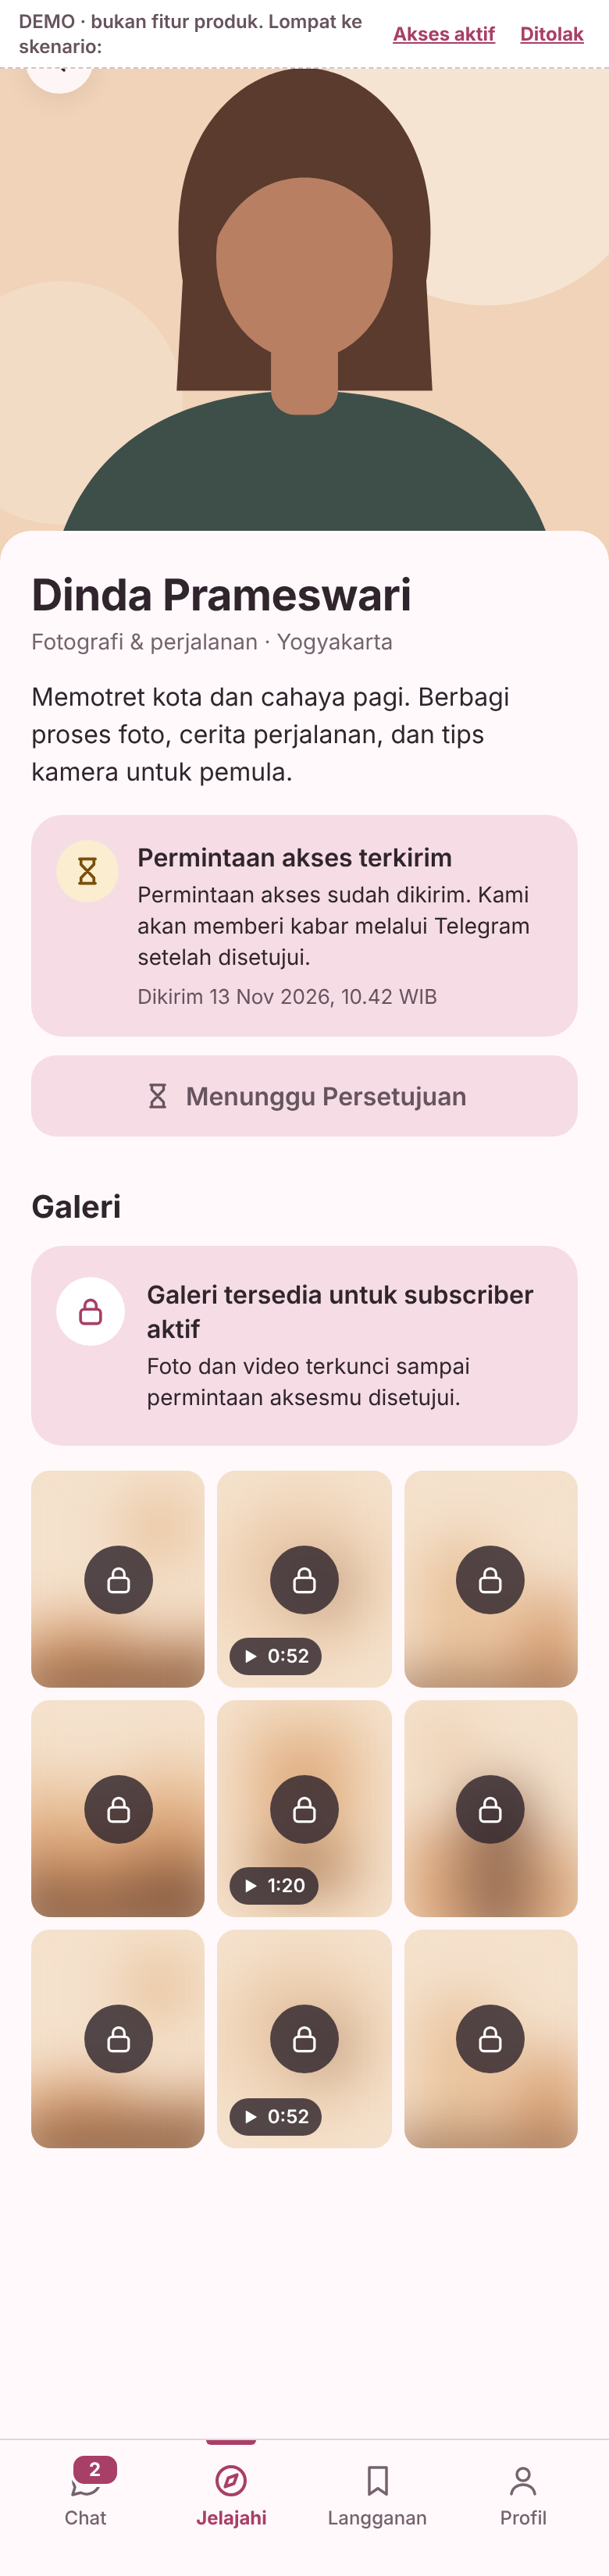 DEMO · bukan fitur produk. Lompat ke
skenario:
Akses aktif
Ditolak
Dinda Prameswari
Fotografi & perjalanan · Yogyakarta
Memotret kota dan cahaya pagi. Berbagi
proses foto, cerita perjalanan, dan tips
kamera untuk pemula.
Permintaan akses terkirim
Permintaan akses sudah dikirim. Kami
akan memberi kabar melalui Telegram
setelah disetujui.
Dikirim 13 Nov 2026, 10.42 WIB
Menunggu Persetujuan
Galeri
Galeri tersedia untuk subscriber
aktif
Foto dan video terkunci sampai
permintaan aksesmu disetujui.
0:52
1:20
0:52
2
Chat
Jelajahi
Langganan
Profil